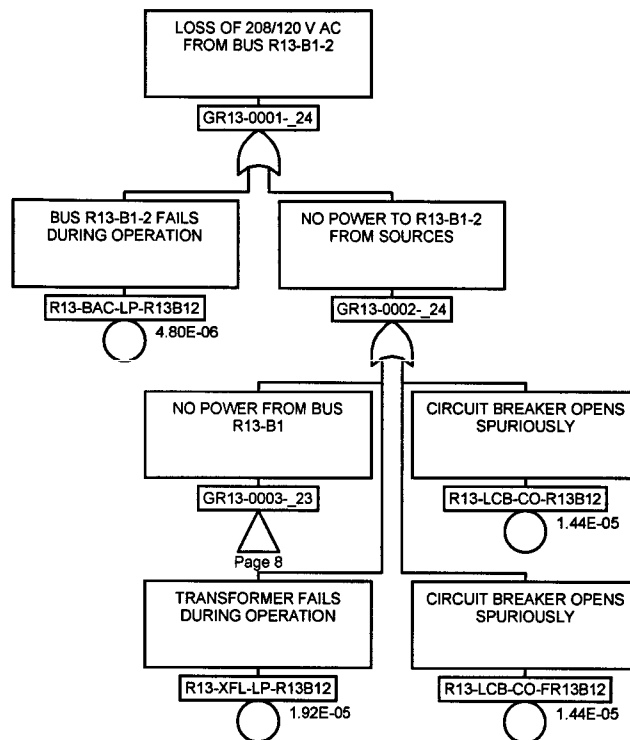 LOSS OF 208/120 V AC
FROM BUS R13-B1-2
GR13-0001-_24
BUS R13-B1-2 FAILS
DURING OPERATION
R13-BAC-LP-R13B12
4.80E-06
NO POWER TO R13-B1-2
FROM SOURCES
GR13-0002-_24
NO POWER FROM BUS
R13-B1
GR13-0003-_23
Page 8
CIRCUIT BREAKER OPENS
SPURIOUSLY
R13-LCB-CO-R13B12
1.44E-05
TRANSFORMER FAILS
DURING OPERATION
R13-XFL-LP-R13B12
1.92E-05
CIRCUIT BREAKER OPENS
SPURIOUSLY
R13-LCB-CO-FR13B12
1.44E-05